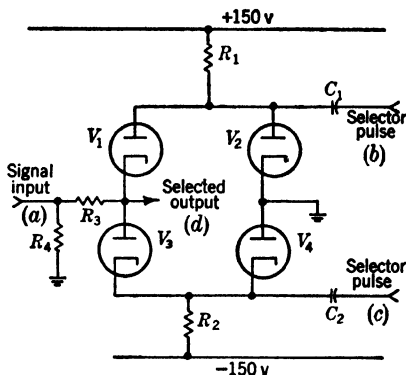 +150 v
R1
C1
Selector
pulse
(b)
V1
V2
Signal
input
(a)
R3
Selected
output
(d)
R4
V3
V4
Selector
pulse
(c)
C2
R2
−150 v